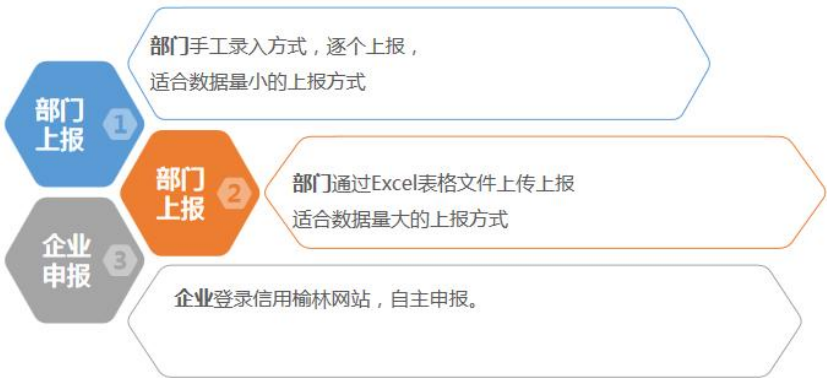 部门手工录入方式，逐个上报，
适合数据量小的上报方式
部门
上报
1
部门
上报
2
部门通过Excel表格文件上传上报
适合数据量大的上报方式
企业
申报
3
企业登录信用榆林网站，自主申报。